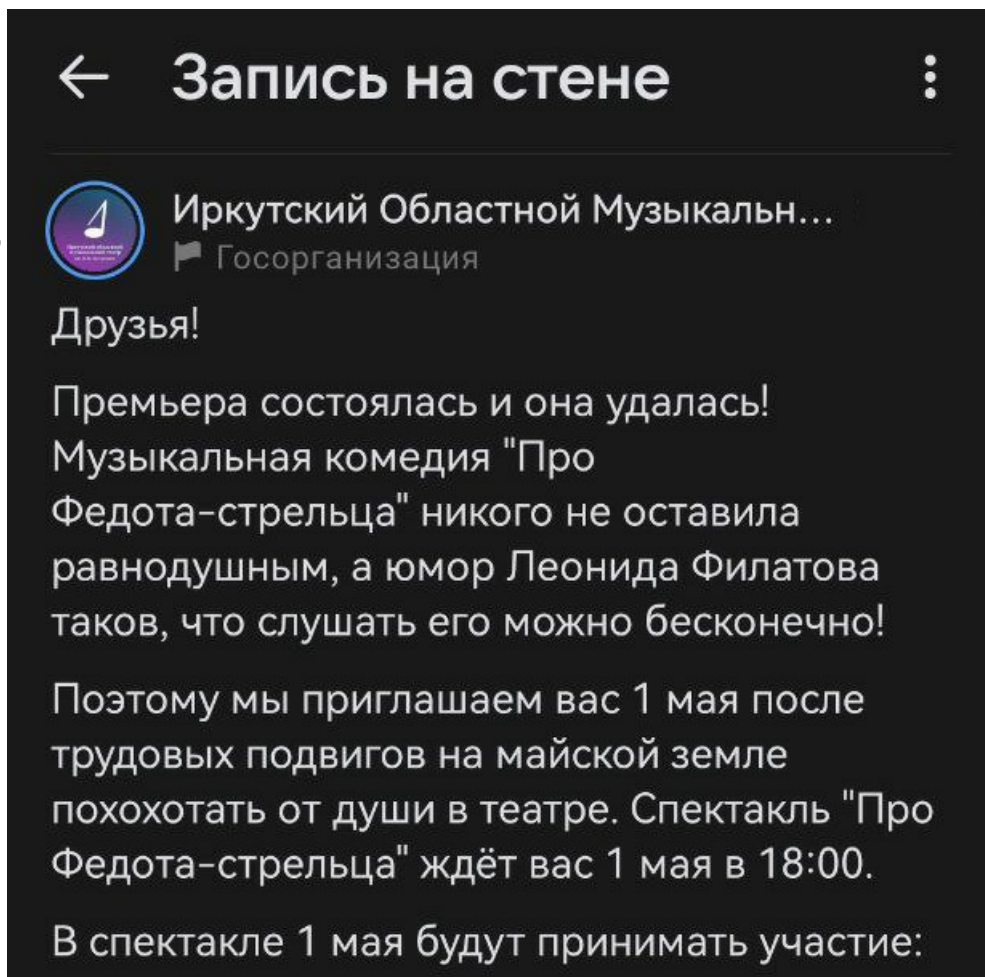 Запись на стене
Иркутский Областной Музыкальн...
Госорганизация
Друзья!
Премьера состоялась и она удалась!
Музыкальная комедия "Про
Федота-стрельца" никого не оставила
равнодушным, а юмор Леонида Филатова
таков, что слушать его можно бесконечно!
Поэтому мы приглашаем вас 1 мая после
трудовых подвигов на майской земле
похохотать от души в театре. Спектакль "Про
Федота-стрельца" ждёт вас 1 мая в 18:00.
В спектакле 1 мая будут принимать участие: